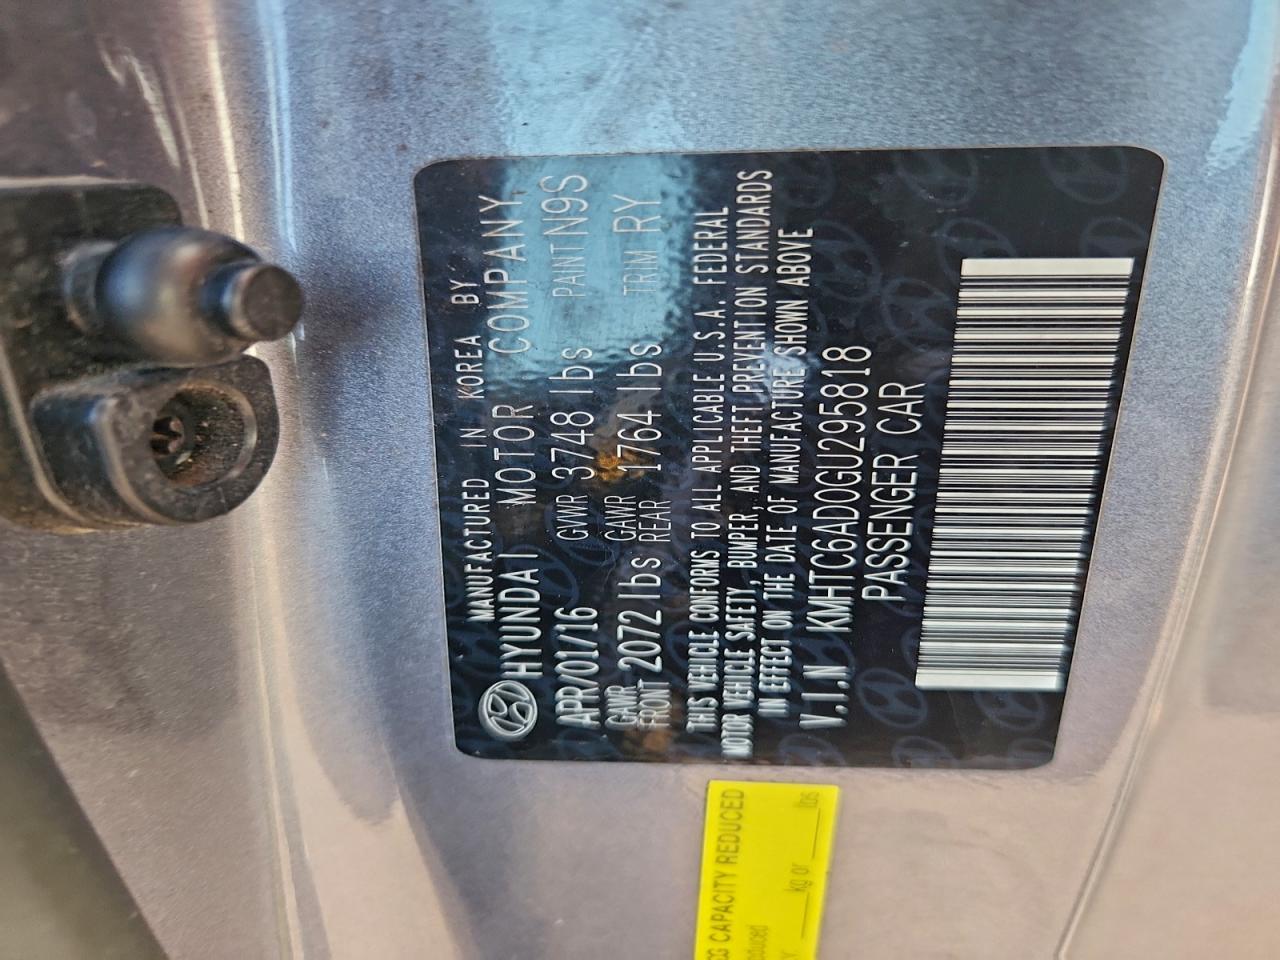 MANUFACTURED IN KOREA BY
HYUNDAI MOTOR COMPANY,
APR/01/16 GVWR 3748 lbs PAINT N9S
GAWR FRONT 2072 lbs GAWR REAR 1764 lbs TRIM RY
THIS VEHICLE CONFORMS TO ALL APPLICABLE U.S.A. FEDERAL
MOTOR VEHICLE SAFETY, BUMPER, AND THEFT PREVENTION STANDARDS
IN EFFECT ON THE DATE OF MANUFACTURE SHOWN ABOVE
V.I.N KMHTC6AD0GU295818
PASSENGER CAR
CAPACITY REDUCED
kg or lbs